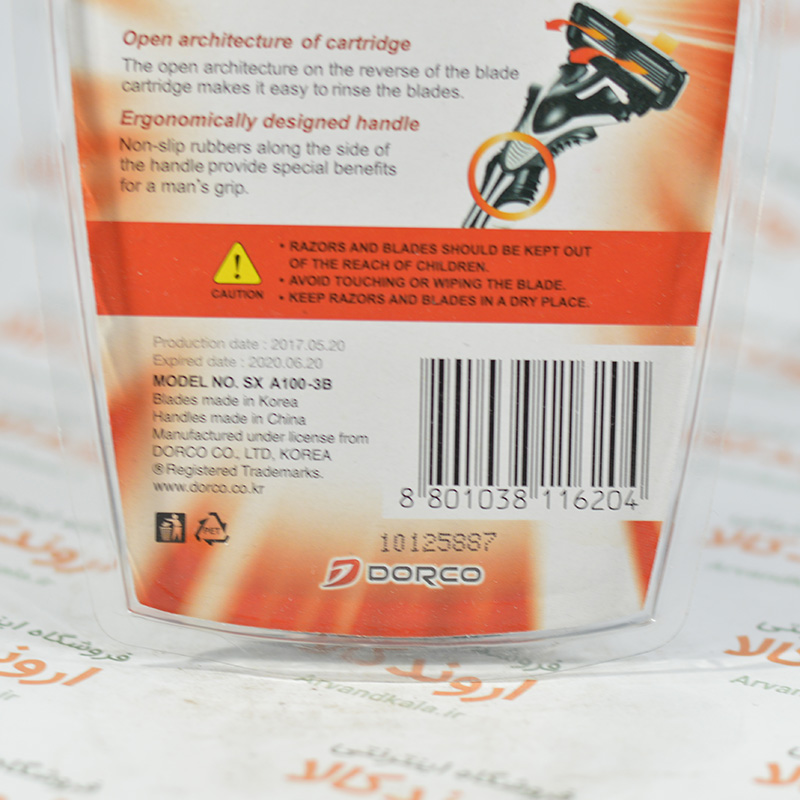 Open architecture of cartridge
The open architecture on the reverse of the blade
cartridge makes it easy to rinse the blades.
Ergonomically designed handle
Non-slip rubbers along the side of
the handle provide special benefits
for a man's grip.
• RAZORS AND BLADES SHOULD BE KEPT OUT
OF THE REACH OF CHILDREN.
• AVOID TOUCHING OR WIPING THE BLADE.
• KEEP RAZORS AND BLADES IN A DRY PLACE.
CAUTION
Production date : 2017.05.20
Expired date : 2020.06.20
MODEL NO. SX A100-3B
Blades made in Korea
Handles made in China
Manufactured under license from
DORCO CO., LTD, KOREA
® Registered Trademarks.
www.dorco.co.kr
8 801038 116204
PET
10125887
DORCO
فروشگاه اینترنتی
اروند کالا
Arvandkala.ir